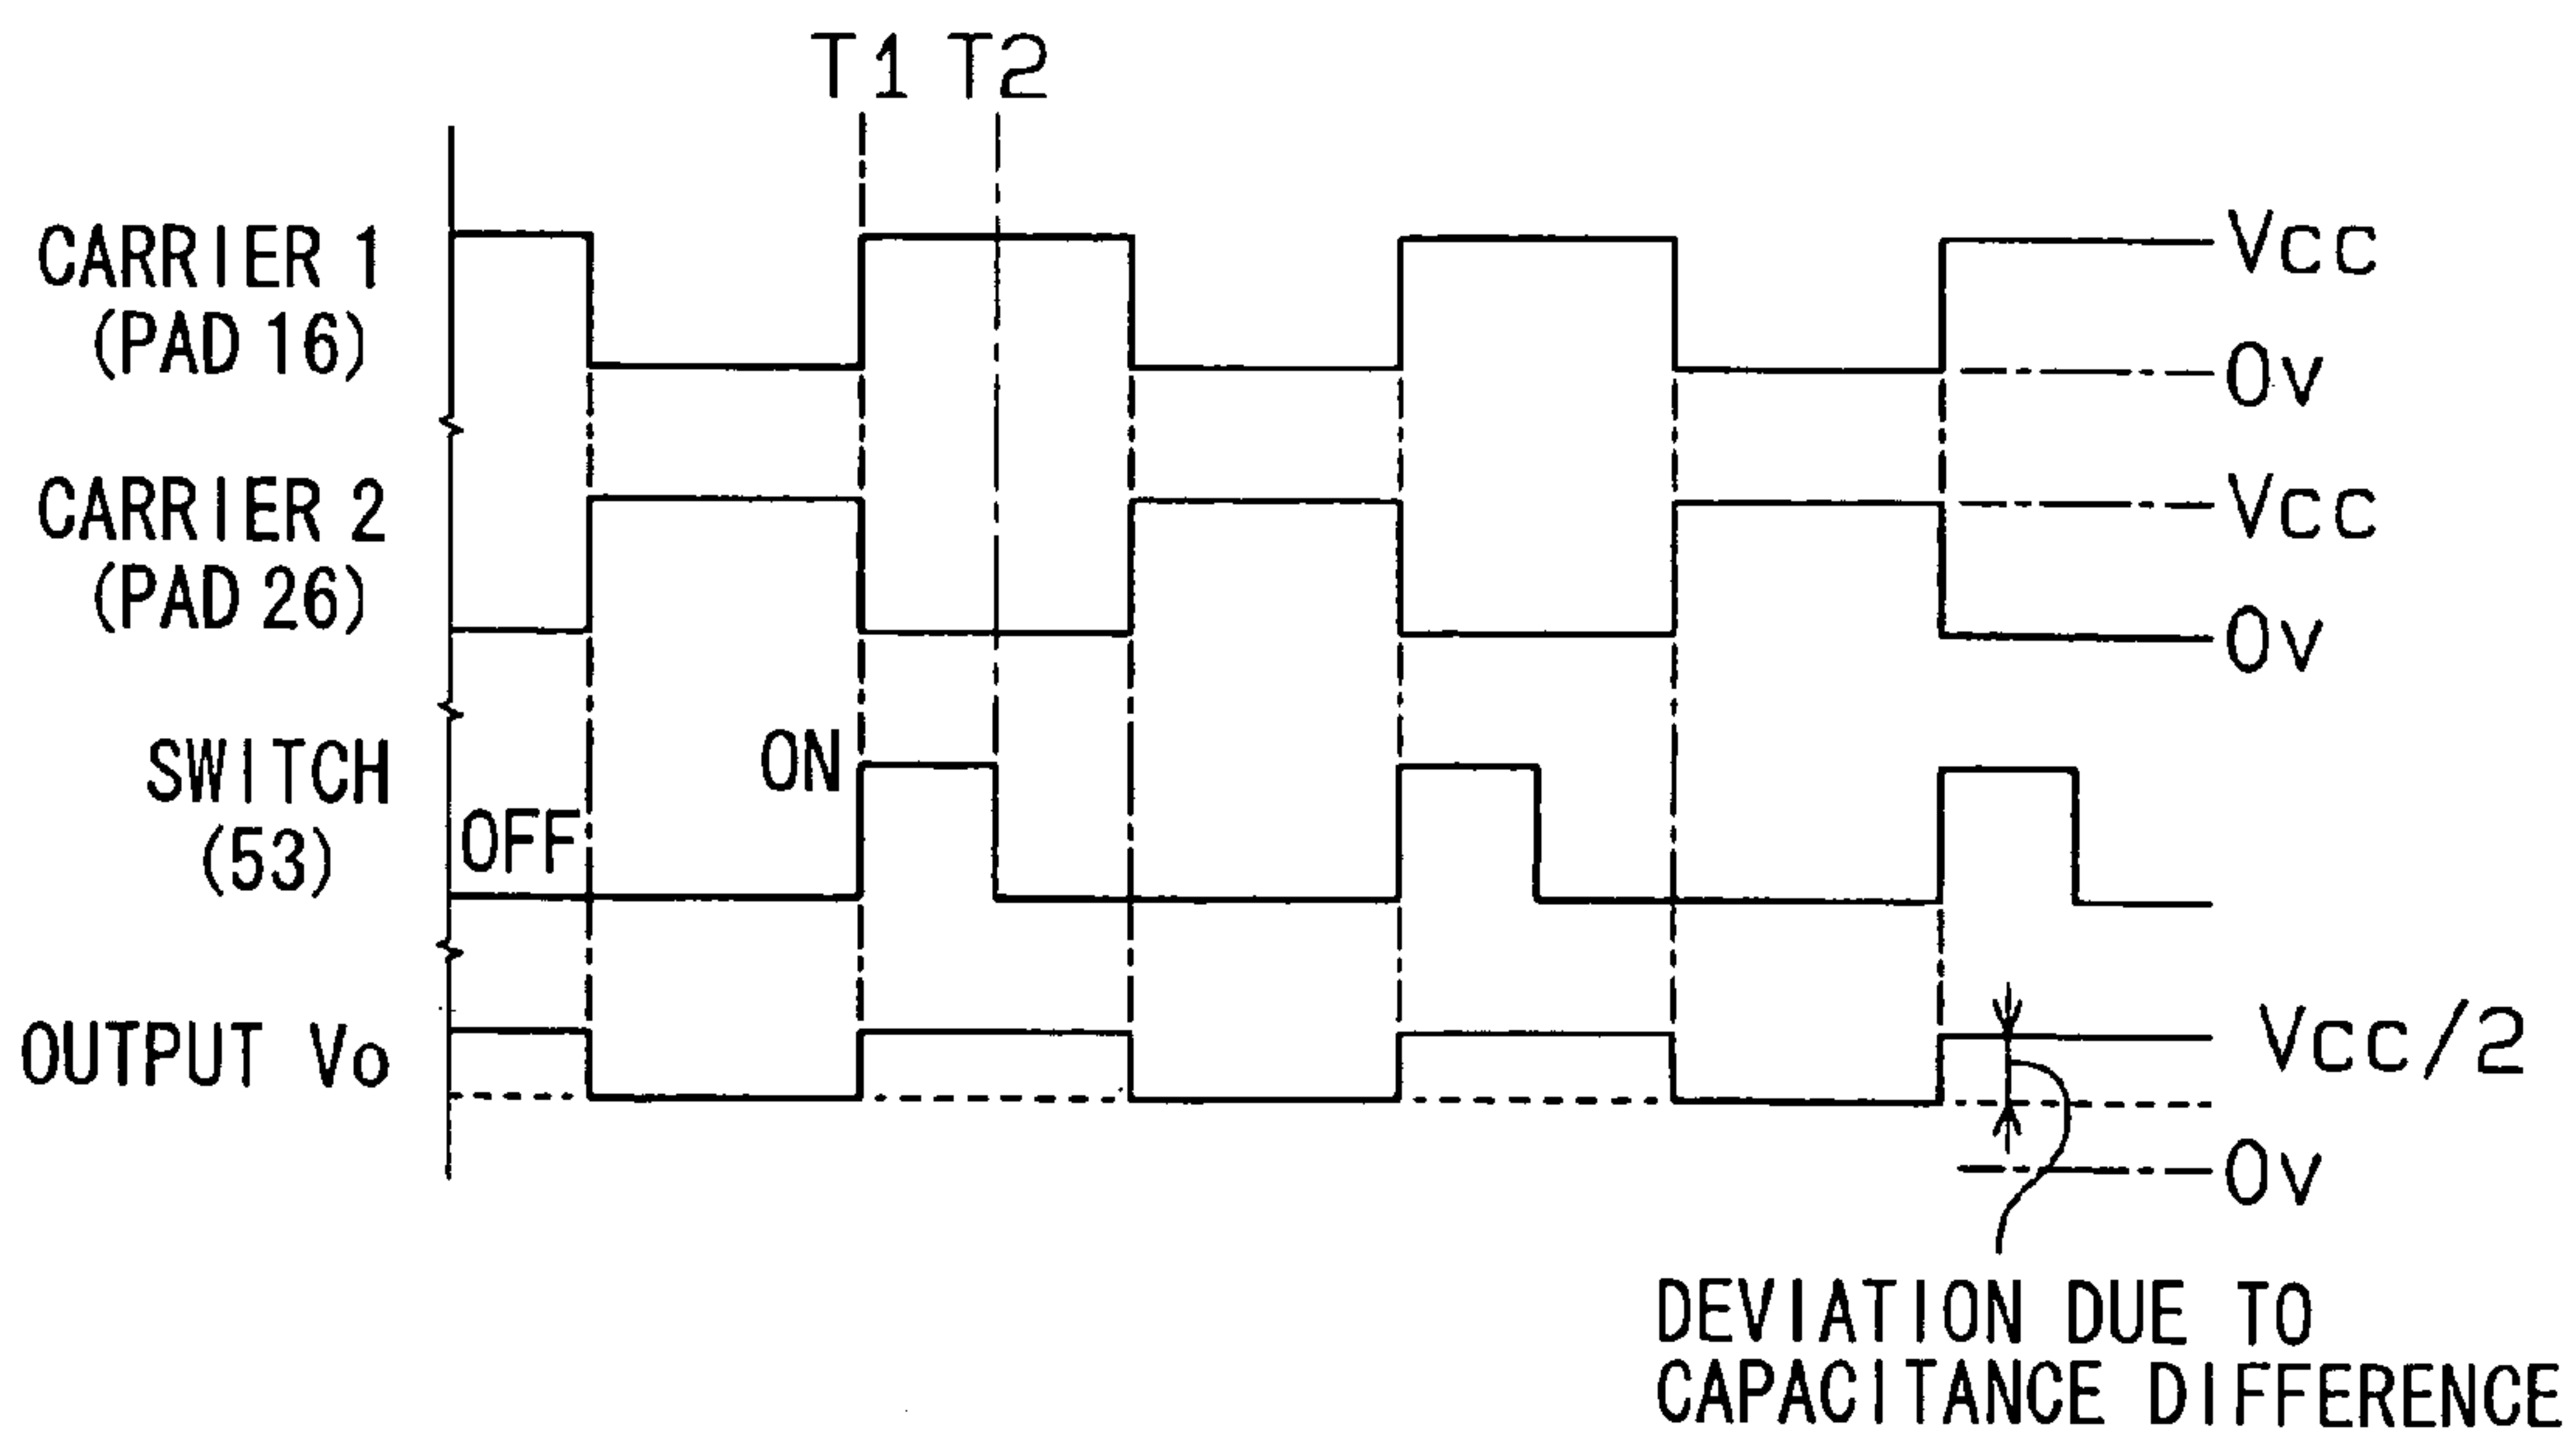 T1 T2
CARRIER 1
(PAD 16)
Vcc
0v
CARRIER 2
(PAD 26)
Vcc
0v
SWITCH
(53)
OFF
ON
OUTPUT Vo
Vcc/2
0v
DEVIATION DUE TO
CAPACITANCE DIFFERENCE